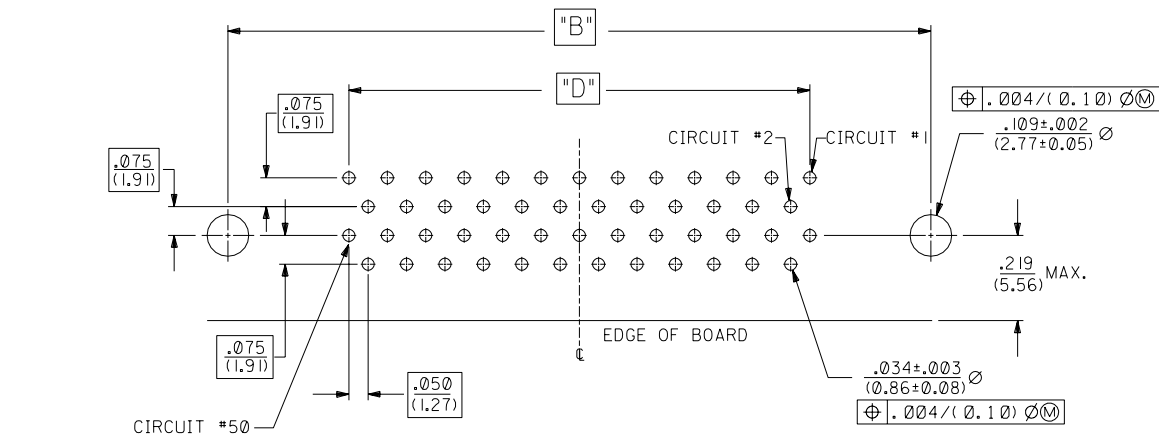 "B"
"D"
⌖ .004/(0.10) Ø Ⓜ
.109±.002 Ø
(2.77±0.05)
.075
(1.91)
CIRCUIT #2
CIRCUIT #1
.075
(1.91)
.219 MAX.
(5.56)
EDGE OF BOARD
℄
.075
(1.91)
.050
(1.27)
.034±.003 Ø
(0.86±0.08)
⌖ .004/(0.10) Ø Ⓜ
CIRCUIT #50